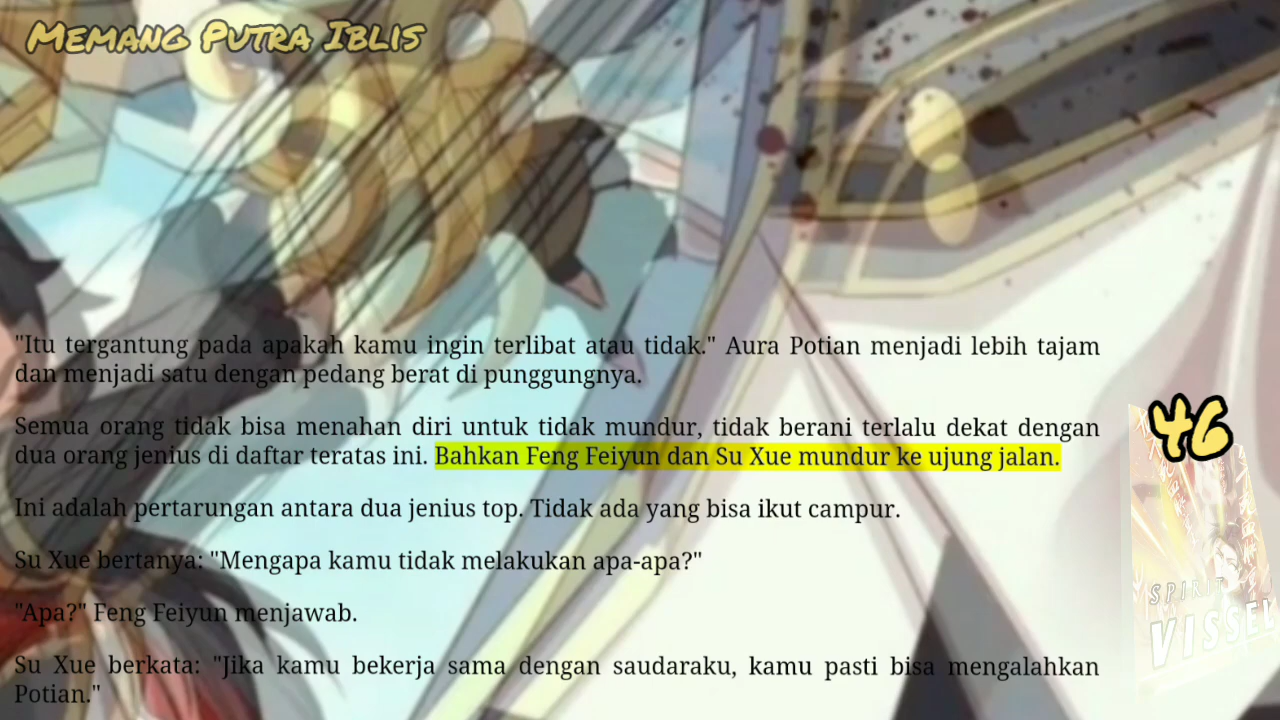 Memang Putra Iblis
"Itu tergantung pada apakah kamu ingin terlibat atau tidak." Aura Potian menjadi lebih tajam
dan menjadi satu dengan pedang berat di punggungnya.
Semua orang tidak bisa menahan diri untuk tidak mundur, tidak berani terlalu dekat dengan
dua orang jenius di daftar teratas ini. Bahkan Feng Feiyun dan Su Xue mundur ke ujung jalan.
46
Ini adalah pertarungan antara dua jenius top. Tidak ada yang bisa ikut campur.
Su Xue bertanya: "Mengapa kamu tidak melakukan apa-apa?"
"Apa?" Feng Feiyun menjawab.
SPIRIT
VISSEL
Su Xue berkata: "Jika kamu bekerja sama dengan saudaraku, kamu pasti bisa mengalahkan
Potian."